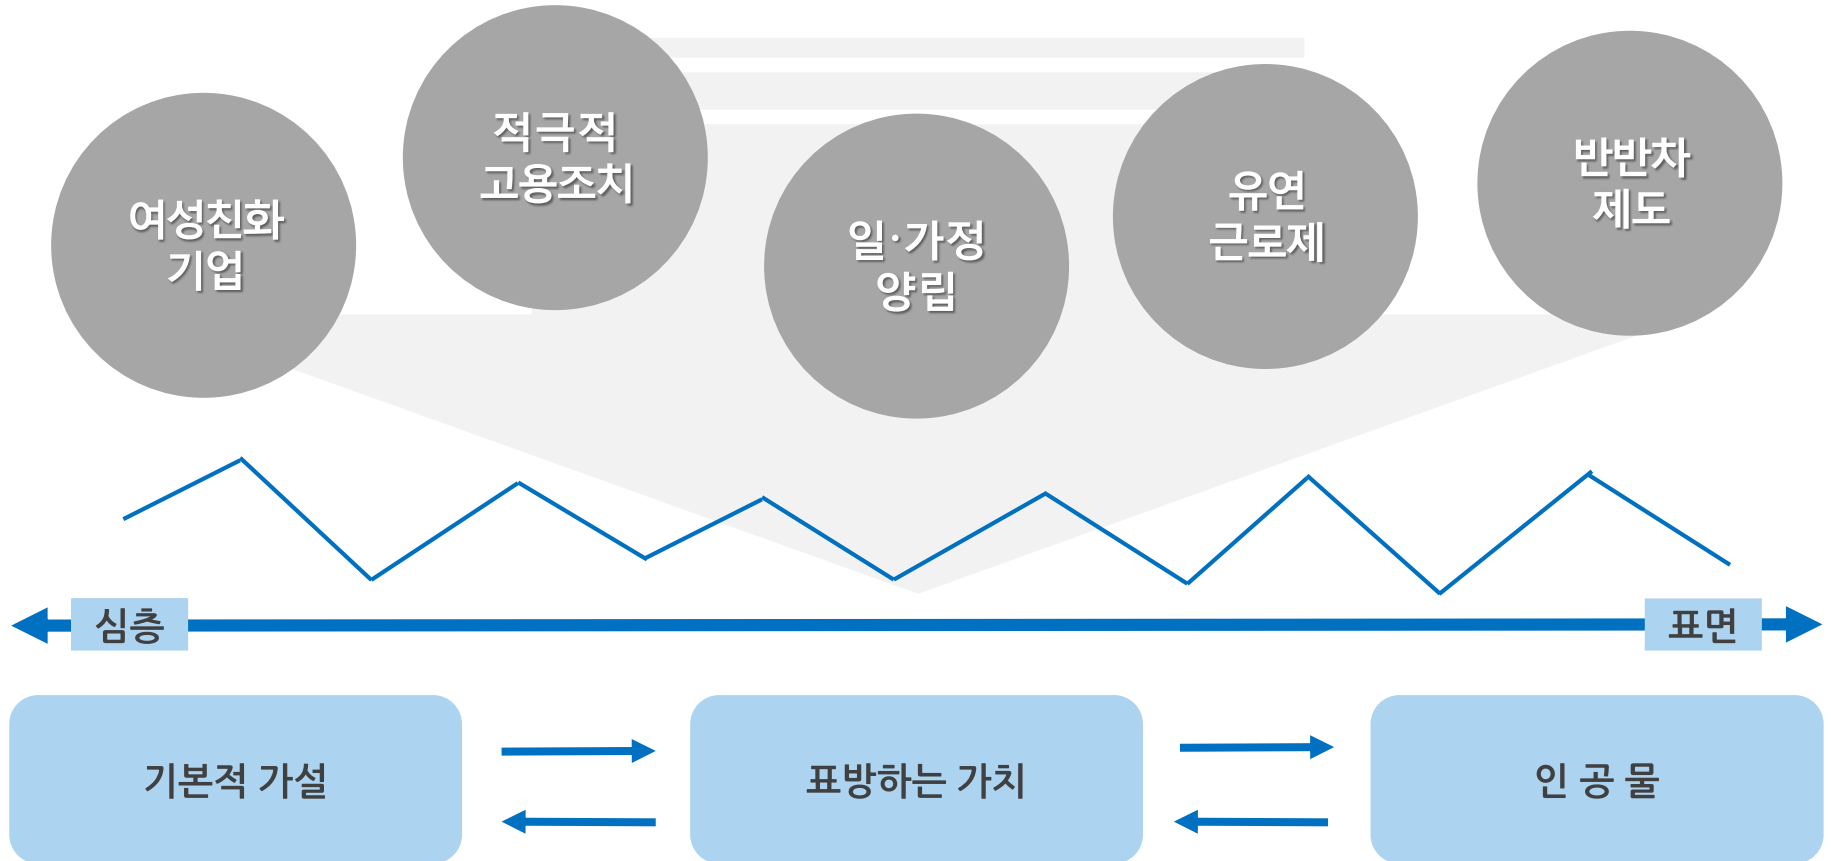 여성친화
기업
적극적
고용조치
일·가정
양립
유연
근로제
반반차
제도
심층
표면
기본적 가설
표방하는 가치
인 공 물